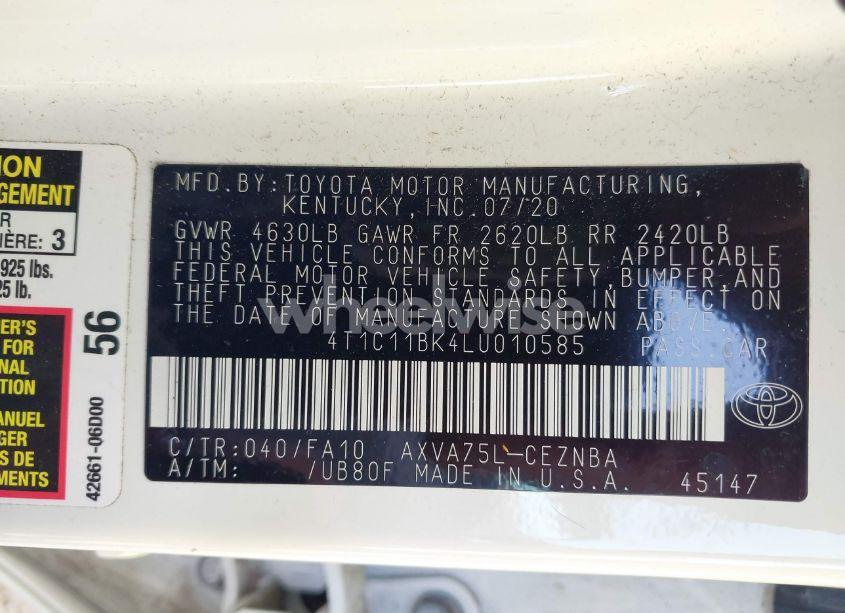 ION
GEMENT
R
IÈRE: 3
925 lbs.
25 lb.
ER'S
FOR
NAL
TION
ANUEL
GER
S DE
EMENTS
56
42661-06D00
MFD.BY:TOYOTA MOTOR MANUFACTURING,
KENTUCKY,INC.07/20
GVWR 4630LB GAWR FR 2620LB RR 2420LB
THIS VEHICLE CONFORMS TO ALL APPLICABLE
FEDERAL MOTOR VEHICLE SAFETY,BUMPER,AND
THEFT PREVENTION STANDARDS IN EFFECT ON
THE DATE OF MANUFACTURE SHOWN ABOVE.
4T1C11BK4LU010585 PASS.CAR
C/TR:040/FA10 AXVA75L-CEZNBA
A/TM: /UB80F MADE IN U.S.A. 45147
wheelwise